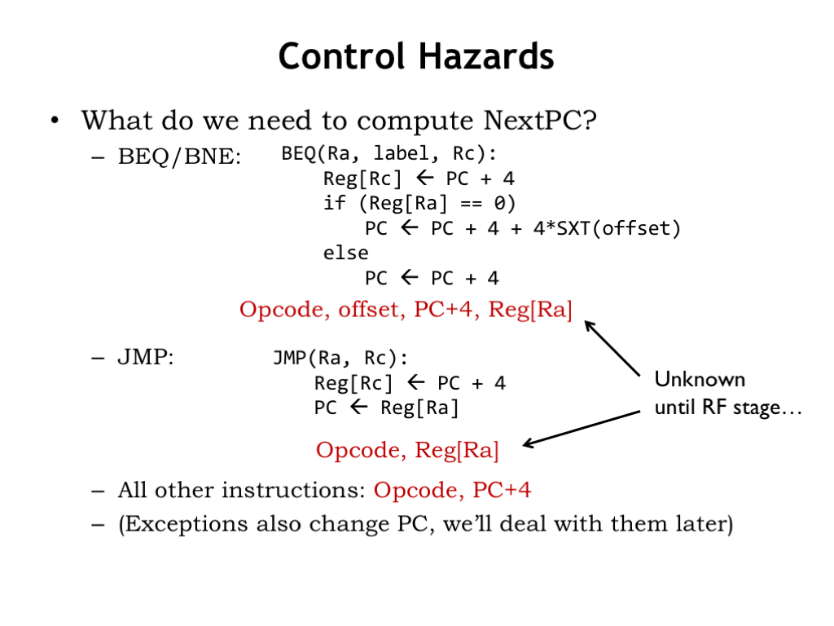 Control Hazards
• What do we need to compute NextPC?
– BEQ/BNE: BEQ(Ra, label, Rc):
Reg[Rc] ← PC + 4
if (Reg[Ra] == 0)
PC ← PC + 4 + 4*SXT(offset)
else
PC ← PC + 4
Opcode, offset, PC+4, Reg[Ra]
– JMP: JMP(Ra, Rc):
Reg[Rc] ← PC + 4
PC ← Reg[Ra]
Unknown
until RF stage...
Opcode, Reg[Ra]
– All other instructions: Opcode, PC+4
– (Exceptions also change PC, we’ll deal with them later)